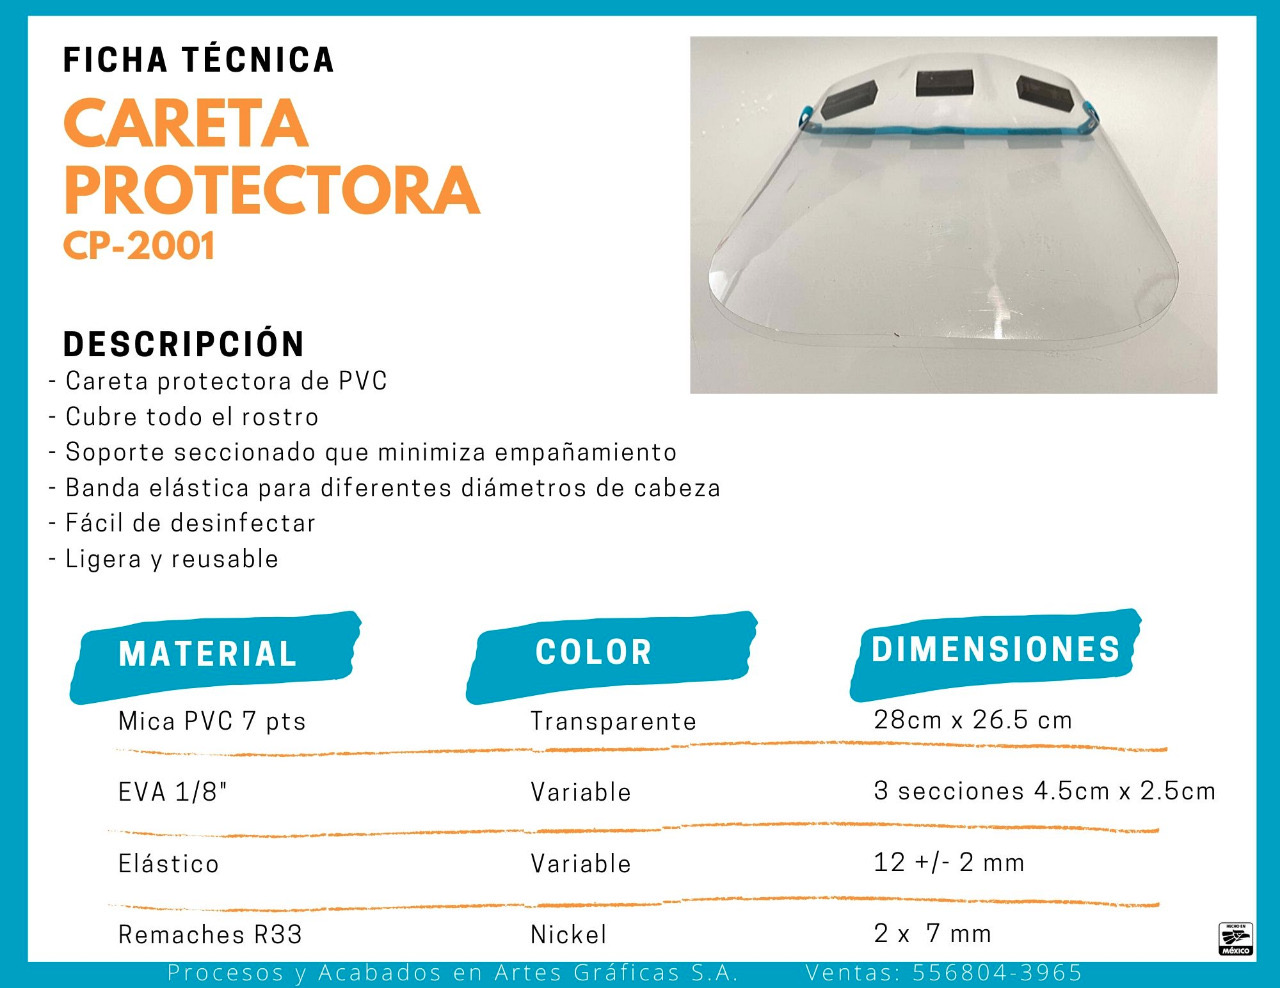 FICHA TÉCNICA
CARETA
PROTECTORA
CP-2001
DESCRIPCIÓN
- Careta protectora de PVC
- Cubre todo el rostro
- Soporte seccionado que minimiza empañamiento
- Banda elástica para diferentes diámetros de cabeza
- Fácil de desinfectar
- Ligera y reusable
MATERIAL COLOR DIMENSIONES
Mica PVC 7 pts Transparente 28cm x 26.5 cm
EVA 1/8" Variable 3 secciones 4.5cm x 2.5cm
Elástico Variable 12 +/- 2 mm
Remaches R33 Nickel 2 x 7 mm
HECHO EN
MÉXICO
Procesos y Acabados en Artes Gráficas S.A. Ventas: 556804-3965